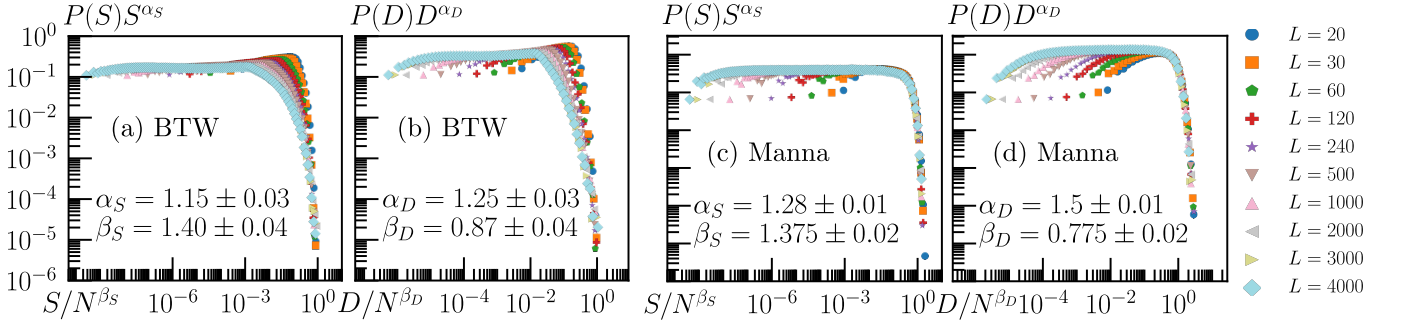 P(S)S^{α_S}
P(D)D^{α_D}
P(S)S^{α_S}
P(D)D^{α_D}
10^0
10^{−1}
10^{−2}
10^{−3}
10^{−4}
10^{−5}
10^{−6}
(a) BTW
α_S = 1.15 ± 0.03
β_S = 1.40 ± 0.04
(b) BTW
α_D = 1.25 ± 0.03
β_D = 0.87 ± 0.04
(c) Manna
α_S = 1.28 ± 0.01
β_S = 1.375 ± 0.02
(d) Manna
α_D = 1.5 ± 0.01
β_D = 0.775 ± 0.02
S/N^{β_S} 10^{−6} 10^{−3} 10^0
D/N^{β_D} 10^{−4} 10^{−2} 10^0
S/N^{β_S} 10^{−6} 10^{−3} 10^0
D/N^{β_D} 10^{−4} 10^{−2} 10^0
L = 20
L = 30
L = 60
L = 120
L = 240
L = 500
L = 1000
L = 2000
L = 3000
L = 4000